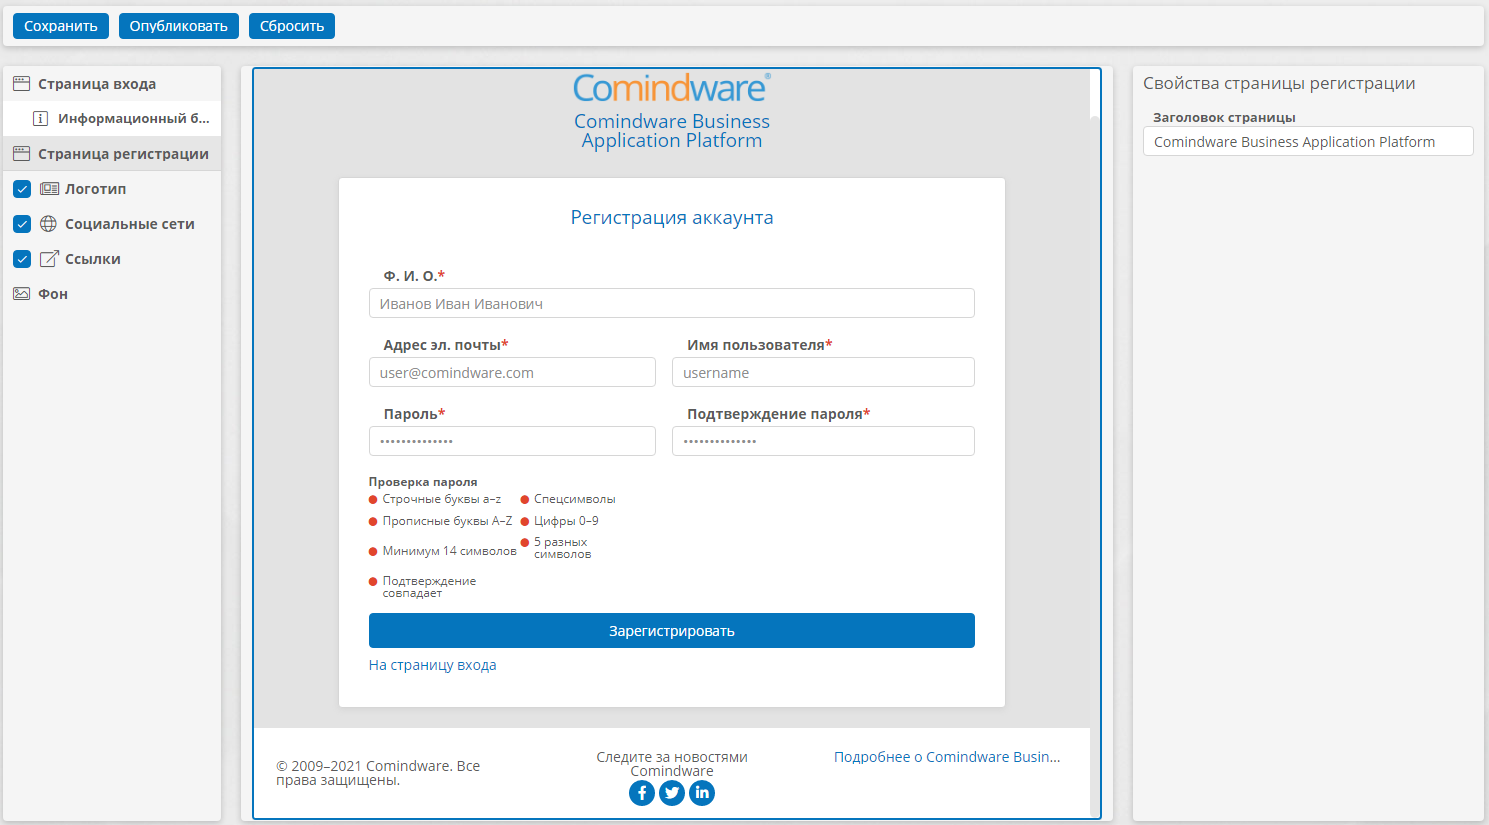 Сохранить
Опубликовать
Сбросить
Страница входа
Информационный б...
Страница регистрации
Логотип
Социальные сети
Ссылки
Фон
Comindware®
Comindware Business
Application Platform
Регистрация аккаунта
Ф. И. О.*
Иванов Иван Иванович
Адрес эл. почты*
Имя пользователя*
user@comindware.com
username
Пароль*
Подтверждение пароля*
••••••••••••••
••••••••••••••
Проверка пароля
Строчные буквы a–z
Спецсимволы
Прописные буквы A–Z
Цифры 0–9
Минимум 14 символов
5 разных
символов
Подтверждение
совпадает
Зарегистрировать
На страницу входа
© 2009–2021 Comindware. Все
права защищены.
Следите за новостями
Comindware
Подробнее о Comindware Busin...
Свойства страницы регистрации
Заголовок страницы
Comindware Business Application Platform